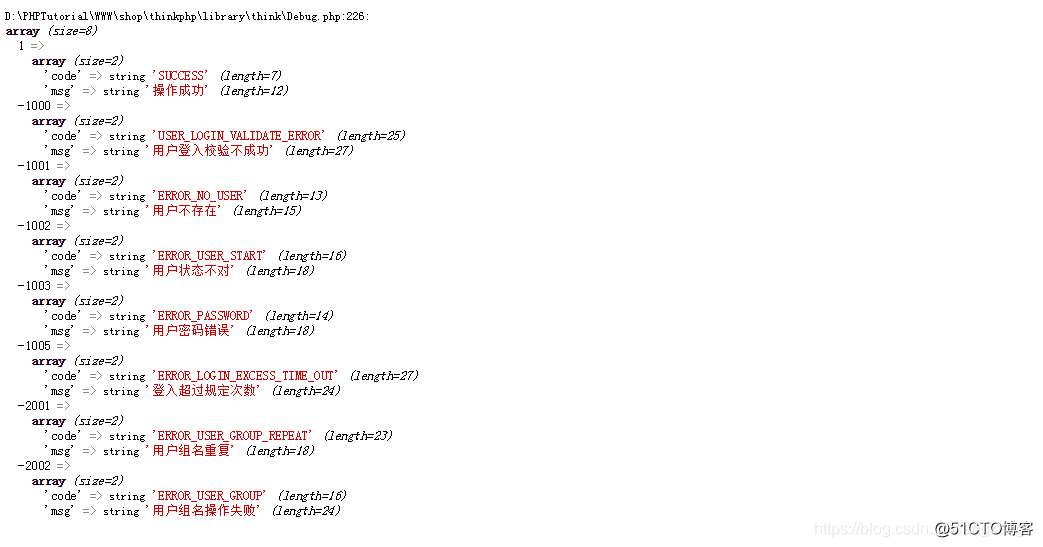 D:\PHPTutorial\WWW\shop\thinkphp\library\think\Debug.php:226:
array (size=8)
1 =>
array (size=2)
'code' => string 'SUCCESS' (length=7)
'msg' => string '操作成功' (length=12)
-1000 =>
array (size=2)
'code' => string 'USER_LOGIN_VALIDATE_ERROR' (length=25)
'msg' => string '用户登入校验不成功' (length=27)
-1001 =>
array (size=2)
'code' => string 'ERROR_NO_USER' (length=13)
'msg' => string '用户不存在' (length=15)
-1002 =>
array (size=2)
'code' => string 'ERROR_USER_START' (length=16)
'msg' => string '用户状态不对' (length=18)
-1003 =>
array (size=2)
'code' => string 'ERROR_PASSWORD' (length=14)
'msg' => string '用户密码错误' (length=18)
-1005 =>
array (size=2)
'code' => string 'ERROR_LOGIN_EXCESS_TIME_OUT' (length=27)
'msg' => string '登入超过规定次数' (length=24)
-2001 =>
array (size=2)
'code' => string 'ERROR_USER_GROUP_REPEAT' (length=23)
'msg' => string '用户组名重复' (length=18)
-2002 =>
array (size=2)
'code' => string 'ERROR_USER_GROUP' (length=16)
'msg' => string '用户组名操作失败' (length=24)
https://blog.csdn. @51CTO博客